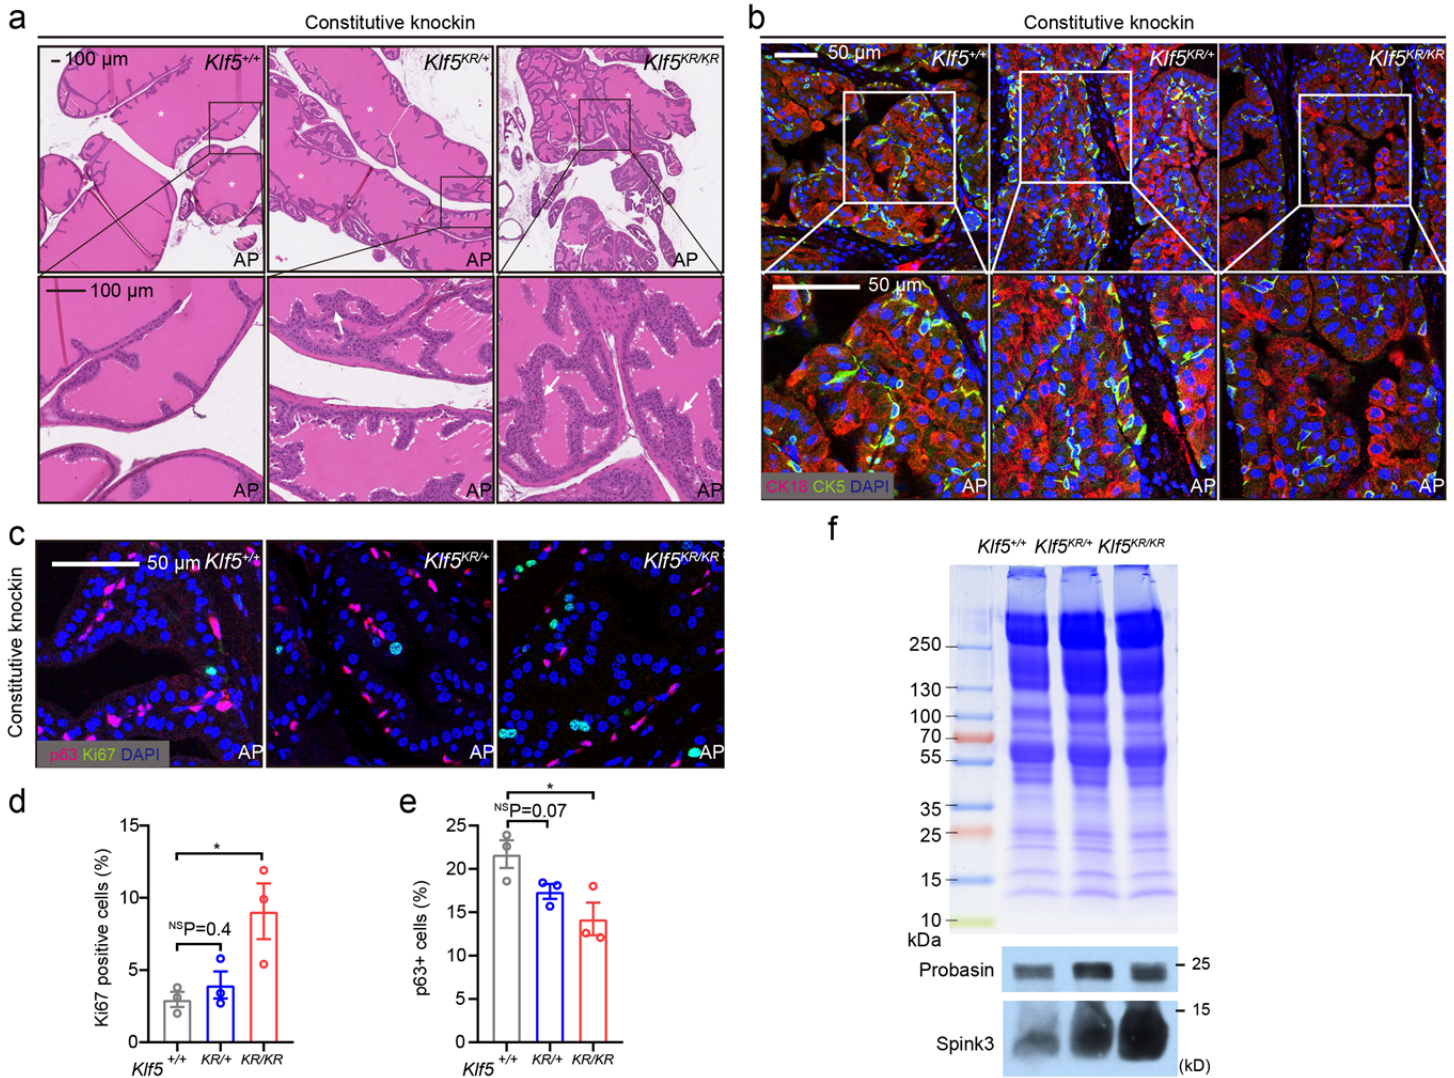 a
Constitutive knockin
100 μm
Klf5+/+
Klf5KR/+
Klf5KR/KR
*
*
*
*
*
*
AP
AP
AP
100 μm
AP
AP
AP
b
Constitutive knockin
50 μm
Klf5+/+
Klf5KR/+
Klf5KR/KR
50 μm
CK18 CK5 DAPI
AP
AP
AP
c
Constitutive knockin
50 μm
Klf5+/+
Klf5KR/+
Klf5KR/KR
p63 Ki67 DAPI
AP
AP
AP
d
Ki67 positive cells (%)
15
10
5
0
*
NSP=0.4
Klf5 +/+ KR/+ KR/KR
e
p63+ cells (%)
25
20
15
10
5
0
*
NSP=0.07
Klf5 +/+ KR/+ KR/KR
f
Klf5+/+ Klf5KR/+ Klf5KR/KR
250
130
100
70
55
35
25
15
10
kDa
Probasin
25
15
Spink3
(kD)